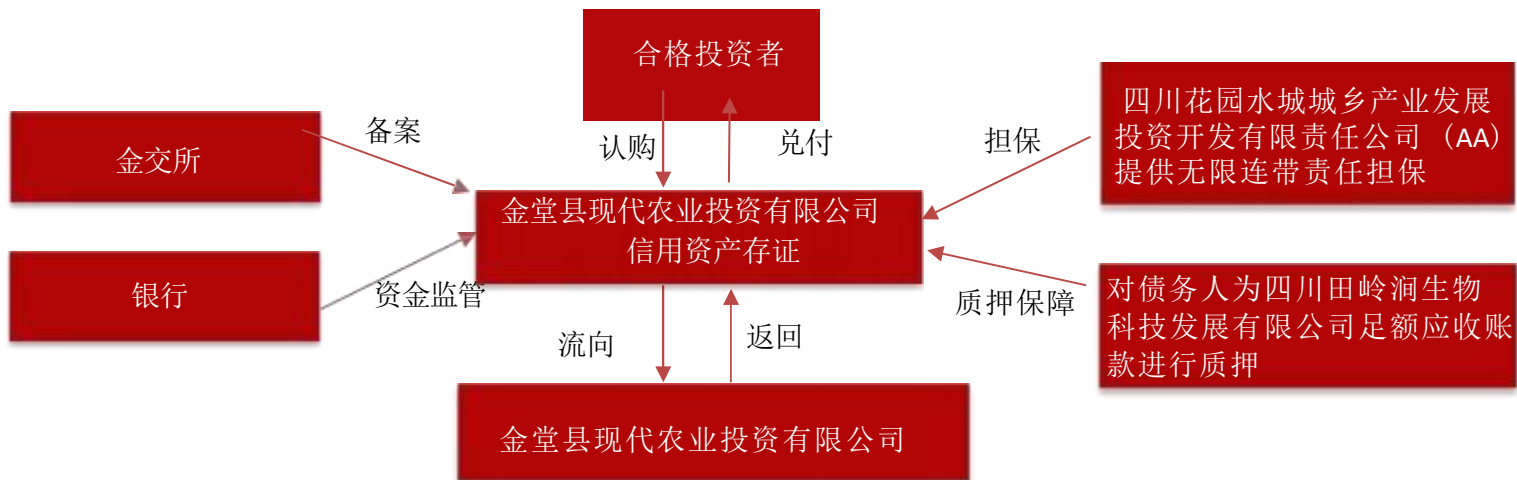 合格投资者
金交所
备案
认购
兑付
担保
四川花园水城城乡产业发展
投资开发有限责任公司（AA）
提供无限连带责任担保
金堂县现代农业投资有限公司
信用资产存证
银行
资金监管
质押保障
对债务人为四川田岭涧生物
科技发展有限公司足额应收账
款进行质押
流向
返回
金堂县现代农业投资有限公司